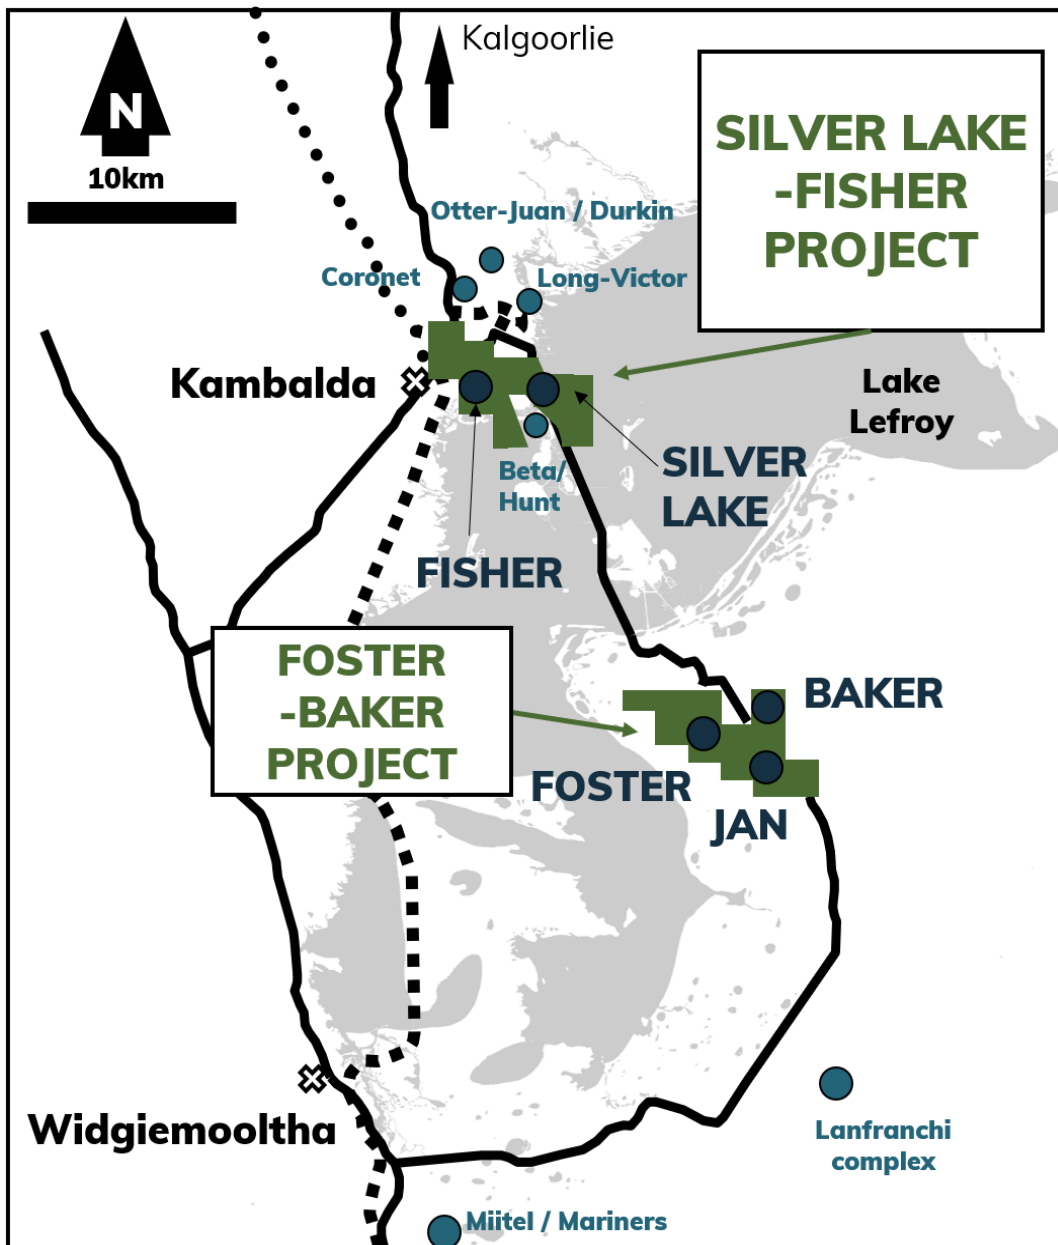 Kalgoorlie
N
10km
SILVER LAKE
-FISHER
PROJECT
Otter-Juan / Durkin
Coronet
Long-Victor
Kambalda
Lake
Lefroy
Beta/
Hunt
SILVER
LAKE
FISHER
FOSTER
-BAKER
PROJECT
BAKER
FOSTER
JAN
Widgiemooltha
Lanfranchi
complex
Miitel / Mariners